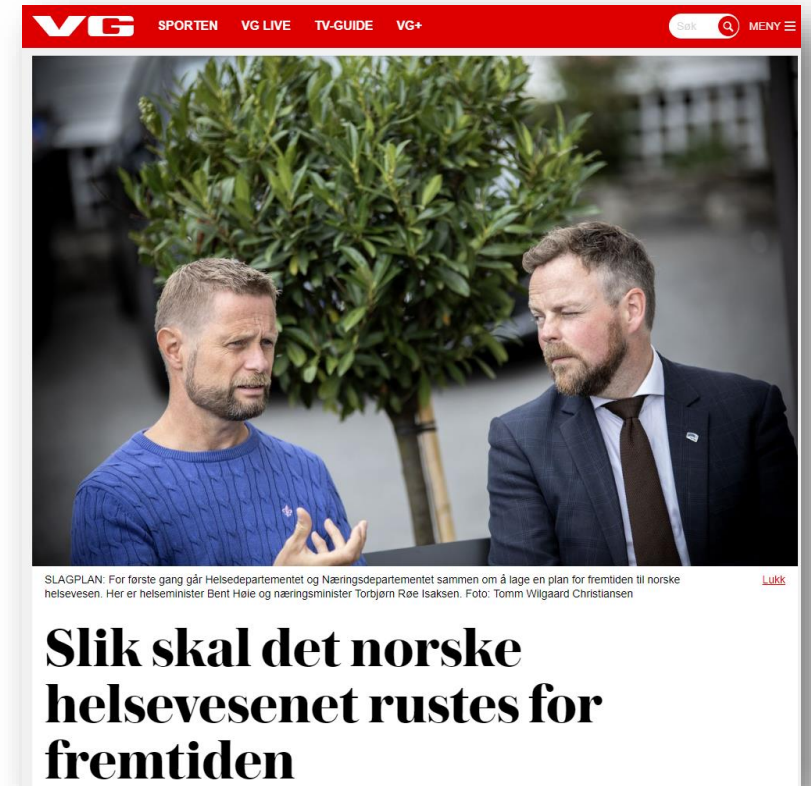 VG SPORTEN VG LIVE TV-GUIDE VG+ Søk MENY
SLAGPLAN: For første gang går Helsedepartementet og Næringsdepartementet sammen om å lage en plan for fremtiden til norske
helsevesen. Her er helseminister Bent Høie og næringsminister Torbjørn Røe Isaksen. Foto: Tomm Wilgaard Christiansen
Lukk
Slik skal det norske
helsevesenet rustes for
fremtiden